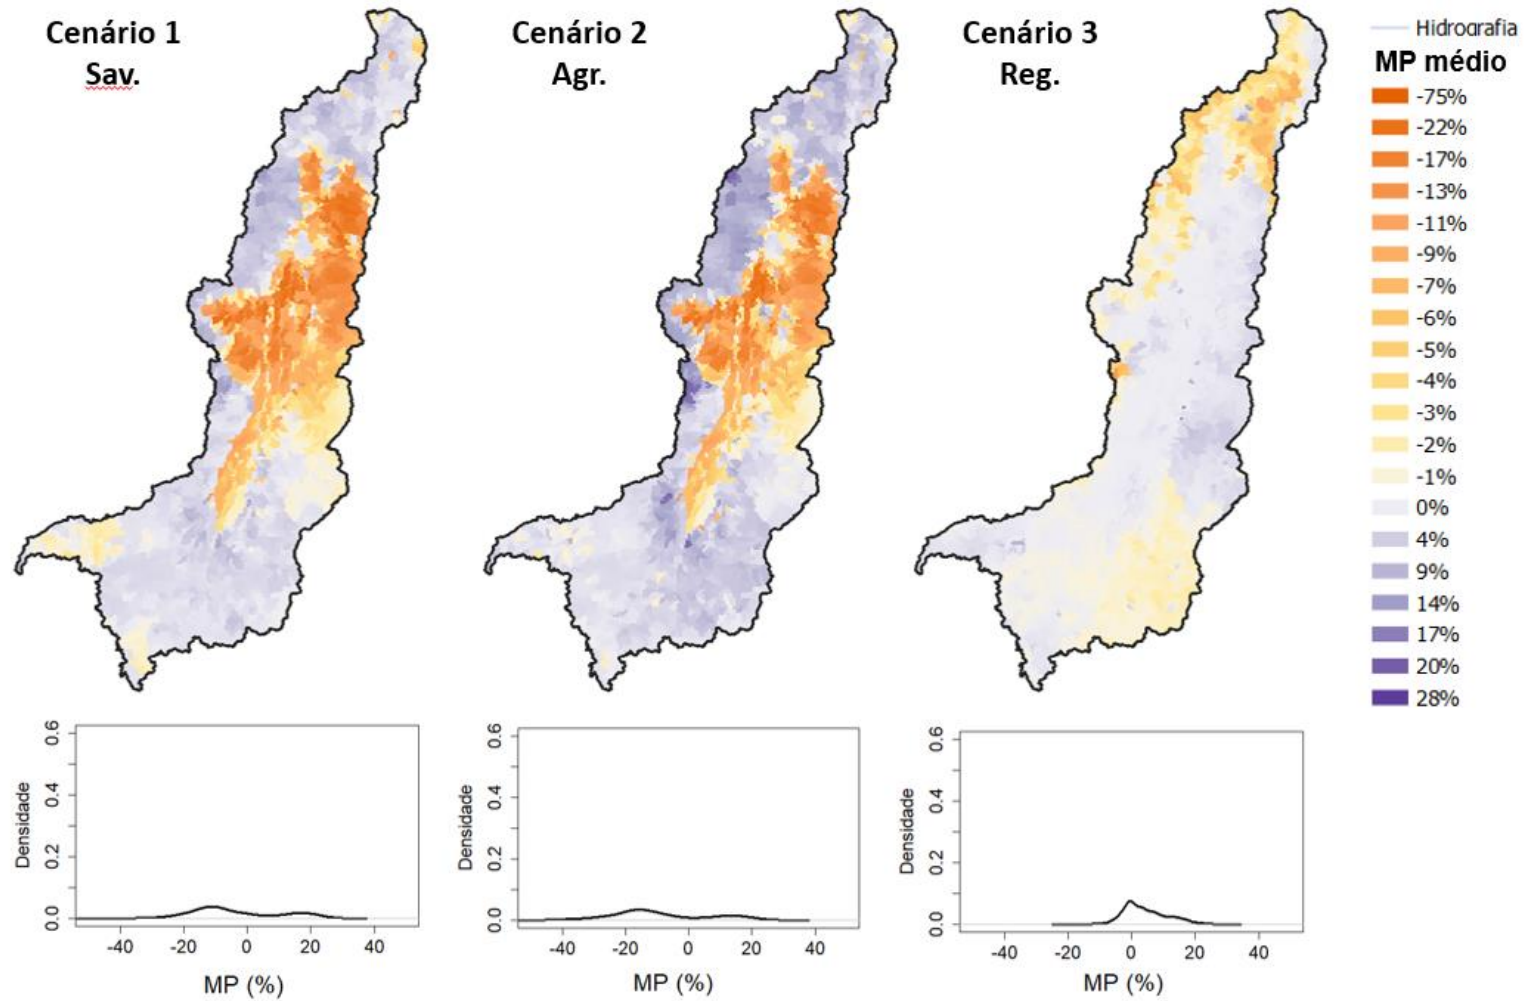 Cenário 1
Sav.
Cenário 2
Agr.
Cenário 3
Reg.
Hidrografia
MP médio
-75%
-22%
-17%
-13%
-11%
-9%
-7%
-6%
-5%
-4%
-3%
-2%
-1%
0%
4%
9%
14%
17%
20%
28%
Densidade
0.6
0.4
0.2
0.0
-40 -20 0 20 40
MP (%)
Densidade
0.6
0.4
0.2
0.0
-40 -20 0 20 40
MP (%)
Densidade
0.6
0.4
0.2
0.0
-40 -20 0 20 40
MP (%)